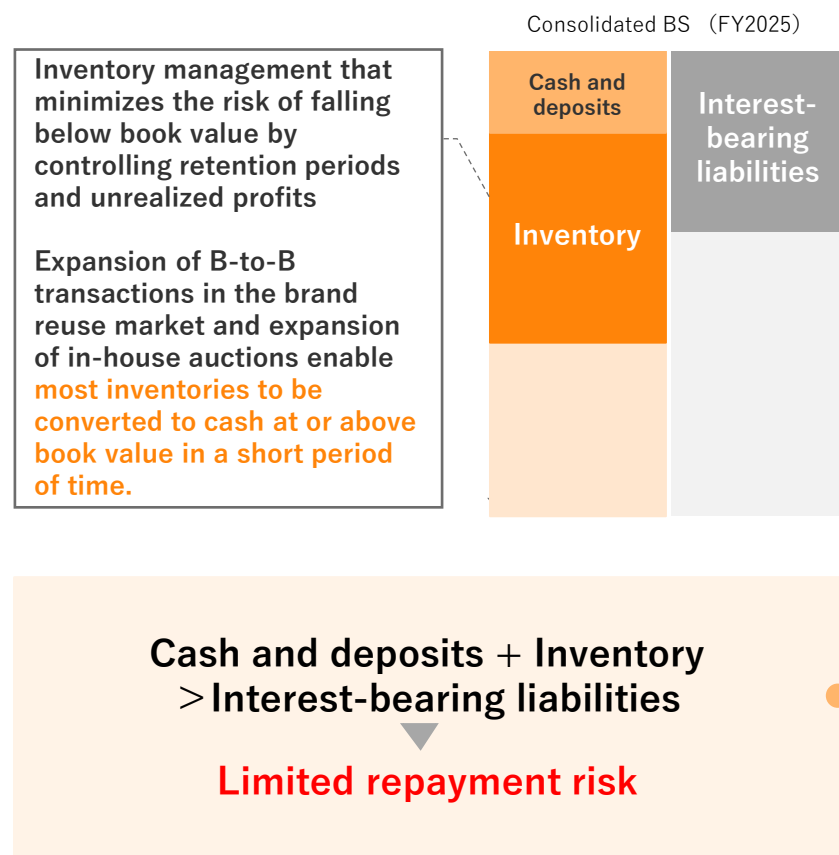 Consolidated BS （FY2025）
Inventory management that
minimizes the risk of falling
below book value by
controlling retention periods
and unrealized profits
Expansion of B-to-B
transactions in the brand
reuse market and expansion
of in-house auctions enable
most inventories to be
converted to cash at or above
book value in a short period
of time.
Cash and
deposits
Inventory
Interest-
bearing
liabilities
Cash and deposits＋Inventory
＞Interest-bearing liabilities
Limited repayment risk